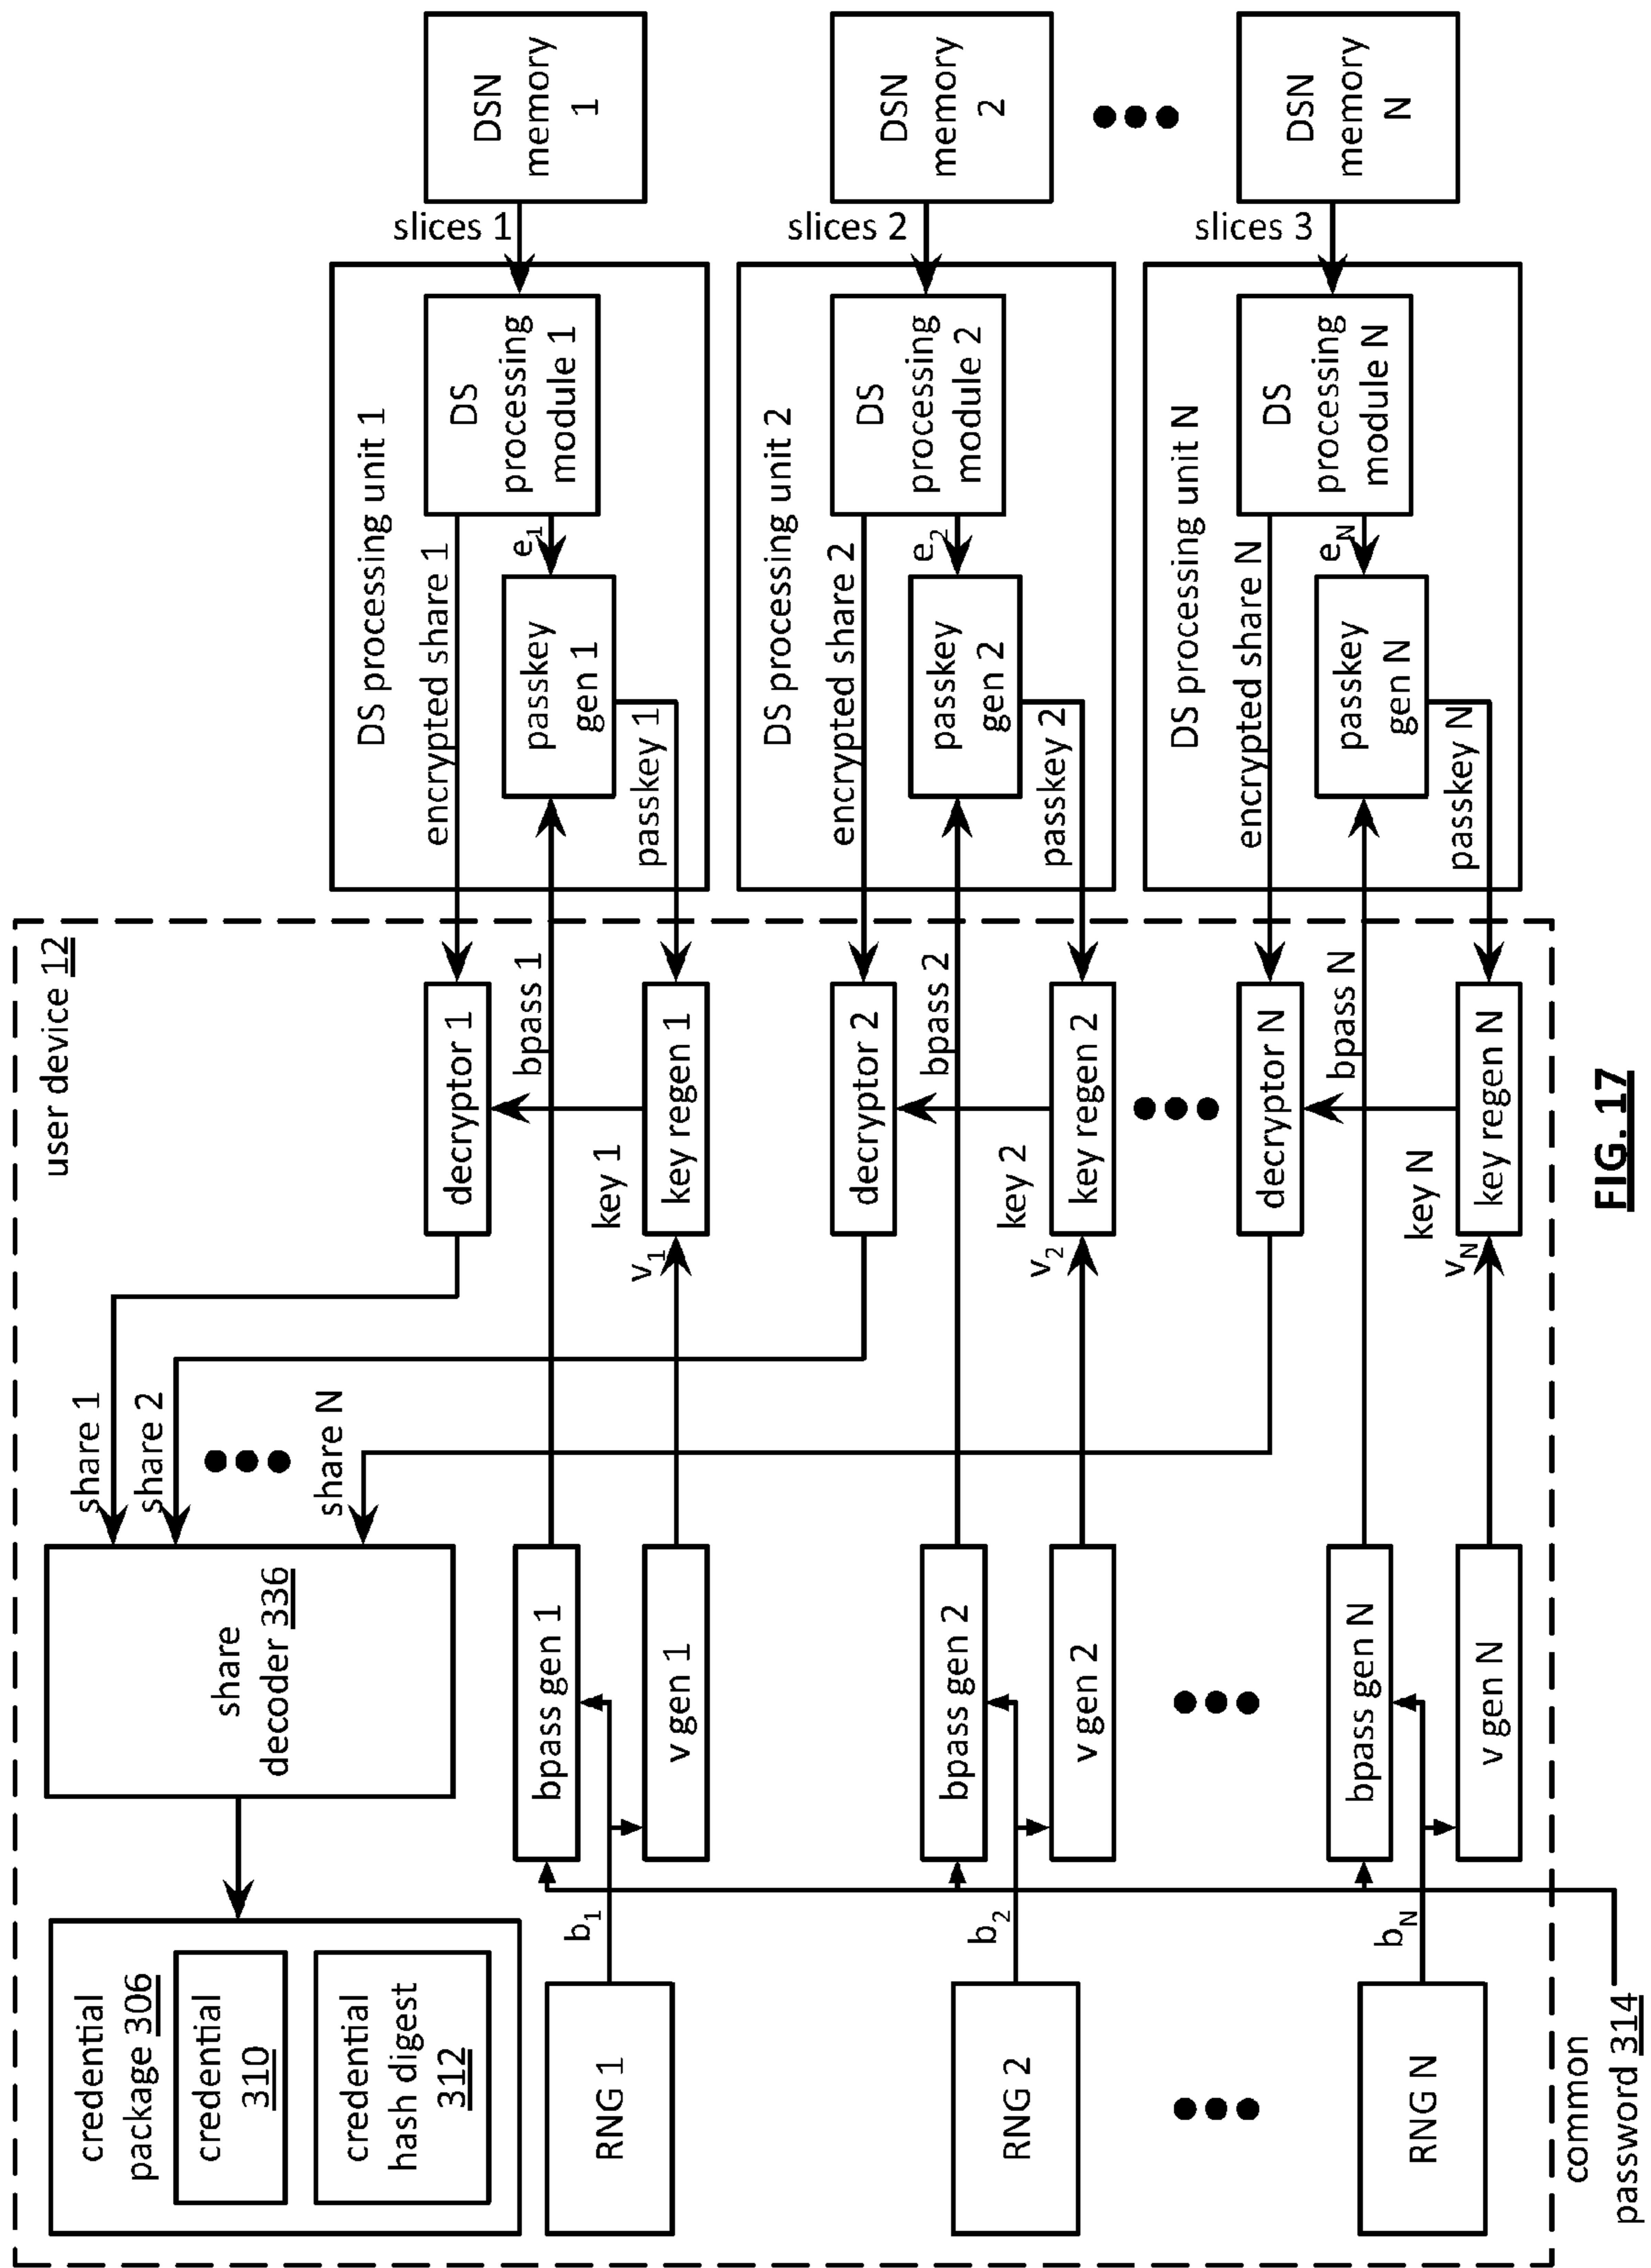 user device 12
credential
package 306
credential
310
credential
hash digest
312
share
decoder 336
share 1
share 2
share N
decryptor 1
encrypted share 1
DS processing unit 1
DS
processing
module 1
slices 1
DSN
memory
1
RNG 1
b1
bpass gen 1
bpass 1
v gen 1
v1
key 1
key regen 1
passkey
gen 1
passkey 1
e1
decryptor 2
encrypted share 2
DS processing unit 2
DS
processing
module 2
slices 2
DSN
memory
2
RNG 2
b2
bpass gen 2
bpass 2
v gen 2
v2
key 2
key regen 2
passkey
gen 2
passkey 2
e2
decryptor N
encrypted share N
DS processing unit N
DS
processing
module N
slices 3
DSN
memory
N
RNG N
bN
bpass gen N
bpass N
v gen N
vN
key N
key regen N
passkey
gen N
passkey N
eN
common
password 314
FIG. 17